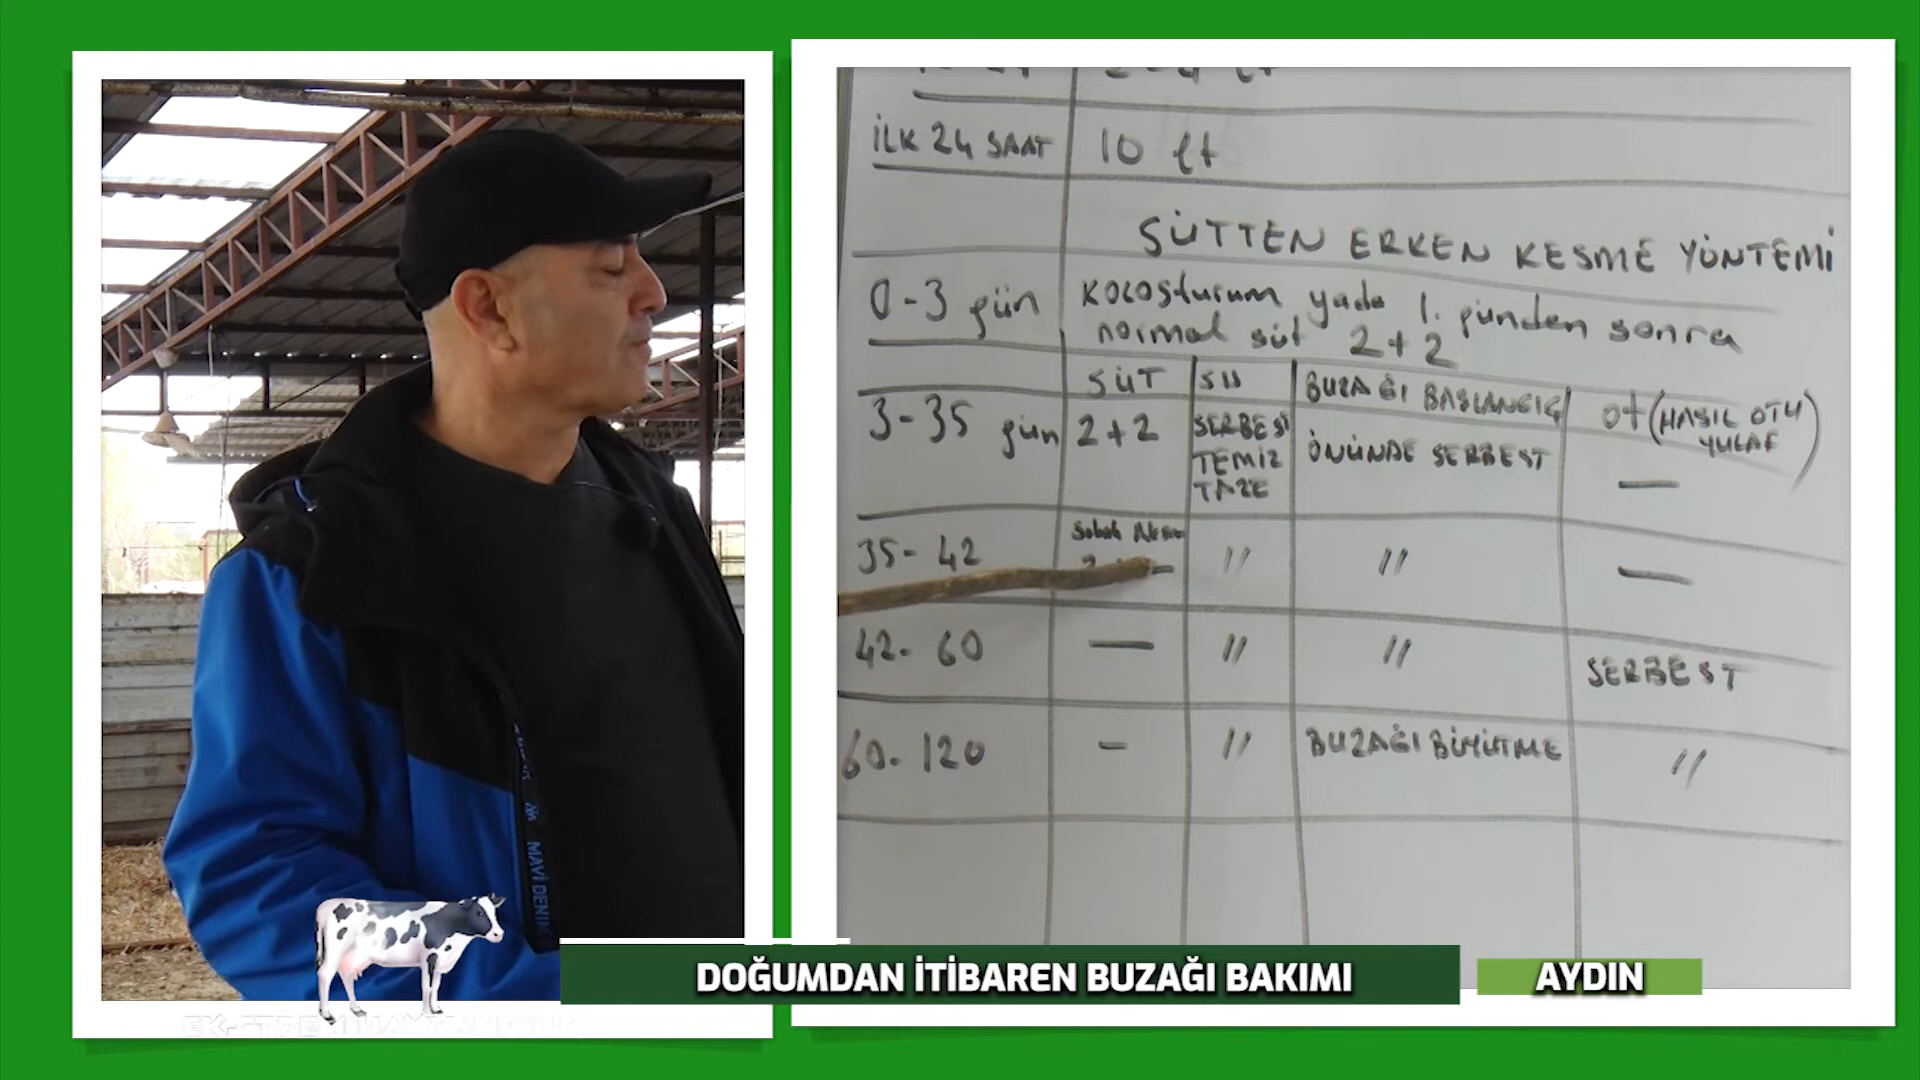 İLK 24 SAAT 10 lt
SÜTTEN ERKEN KESME YÖNTEMİ
0-3 gün KOLOSTURUM yada 1. günden sonra
normal süt 2+2
SÜT SU BUZAĞI BAŞLANGIÇ ot (HASIL OTU
YULAF)
3-35 gün 2+2 SERBEST ÖNÜNDE SERBEST —
TEMİZ
TAZE
Sabah Akşam
35-42 — " " —
42-60 — " " SERBEST
60-120 - " BUZAĞI BÜYÜTME "
MAVİ DENİM
DOĞUMDAN İTİBAREN BUZAĞI BAKIMI
AYDIN